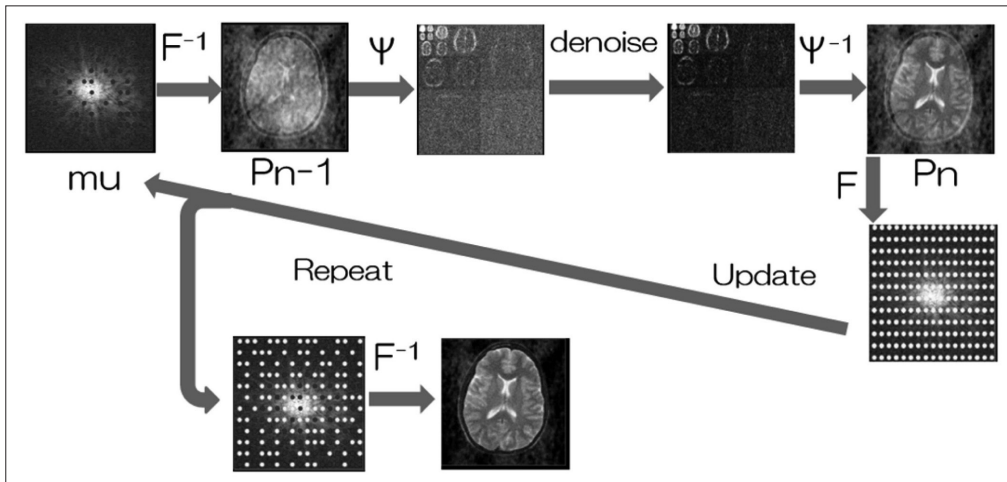 F⁻¹
Ψ
denoise
Ψ⁻¹
mu
Pn-1
F
Pn
Repeat
Update
F⁻¹